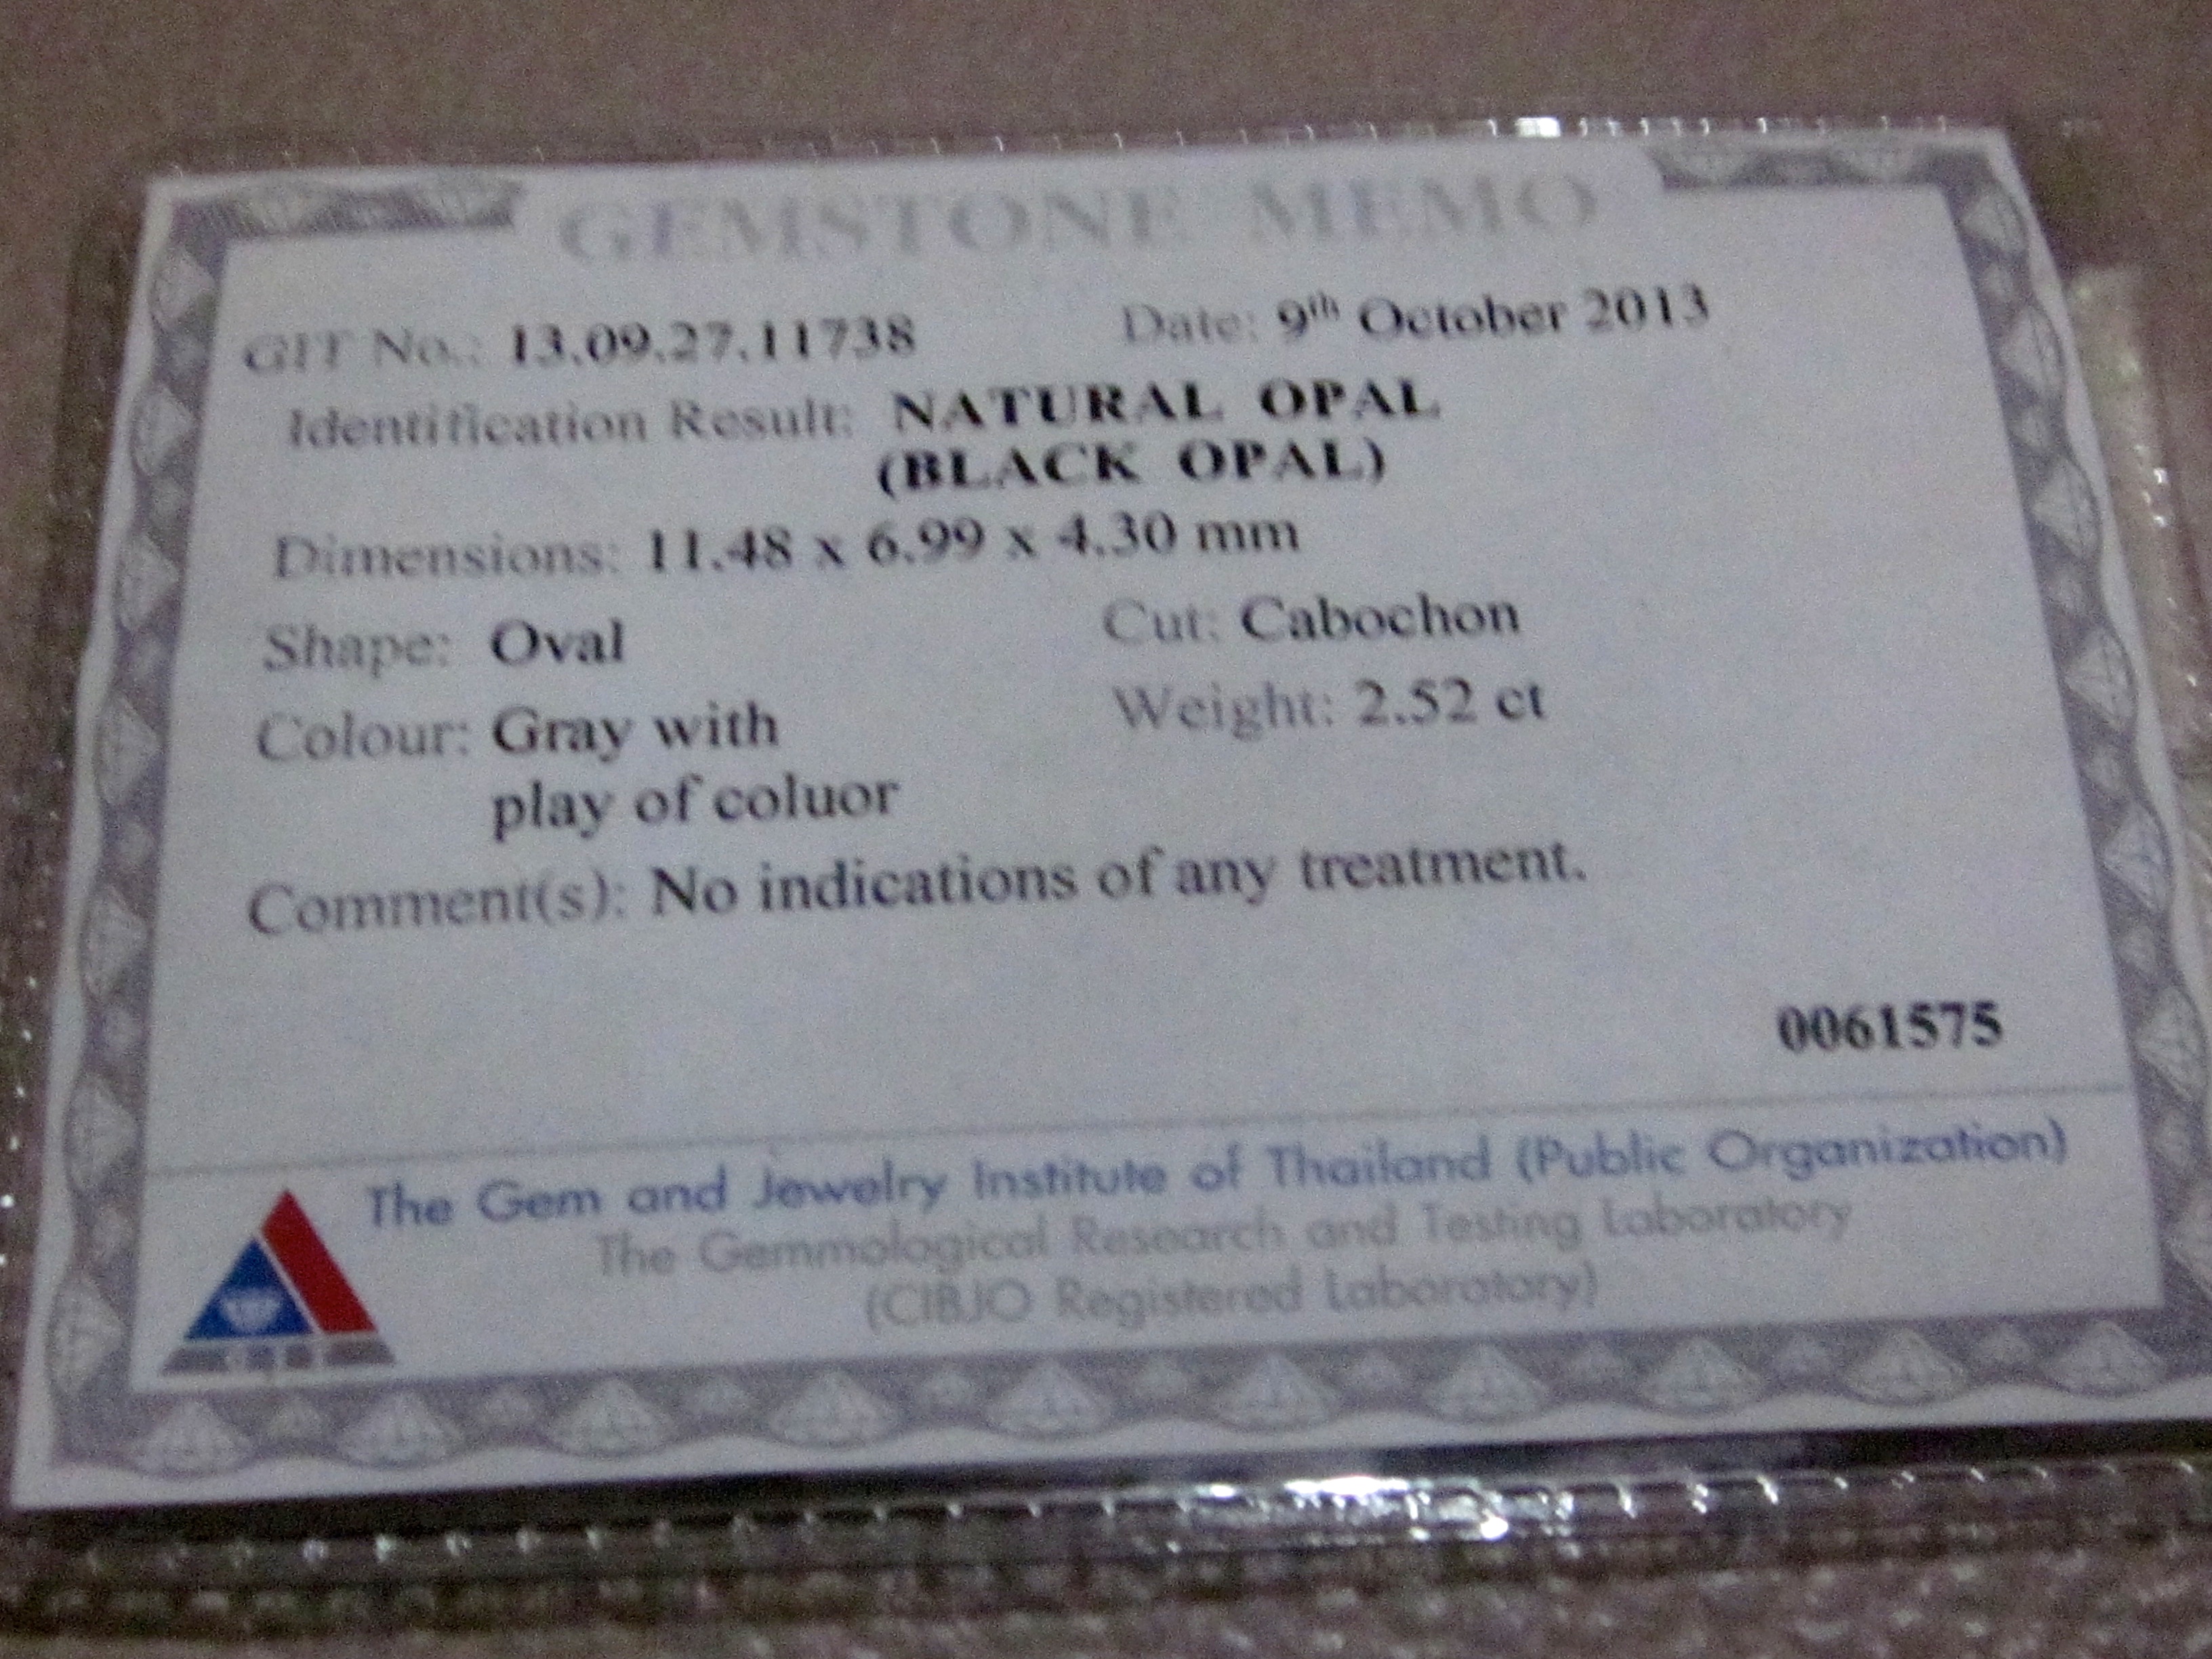 GEMSTONE MEMO
GIT No.: 13.09.27.11738 Date: 9th October 2013
Identification Result: NATURAL OPAL
(BLACK OPAL)
Dimensions: 11.48 x 6.99 x 4.30 mm
Shape: Oval Cut: Cabochon
Colour: Gray with Weight: 2.52 ct
play of coluor
Comment(s): No indications of any treatment.
0061575
The Gem and Jewelry Institute of Thailand (Public Organization)
The Gemmological Research and Testing Laboratory
(CIBJO Registered Laboratory)